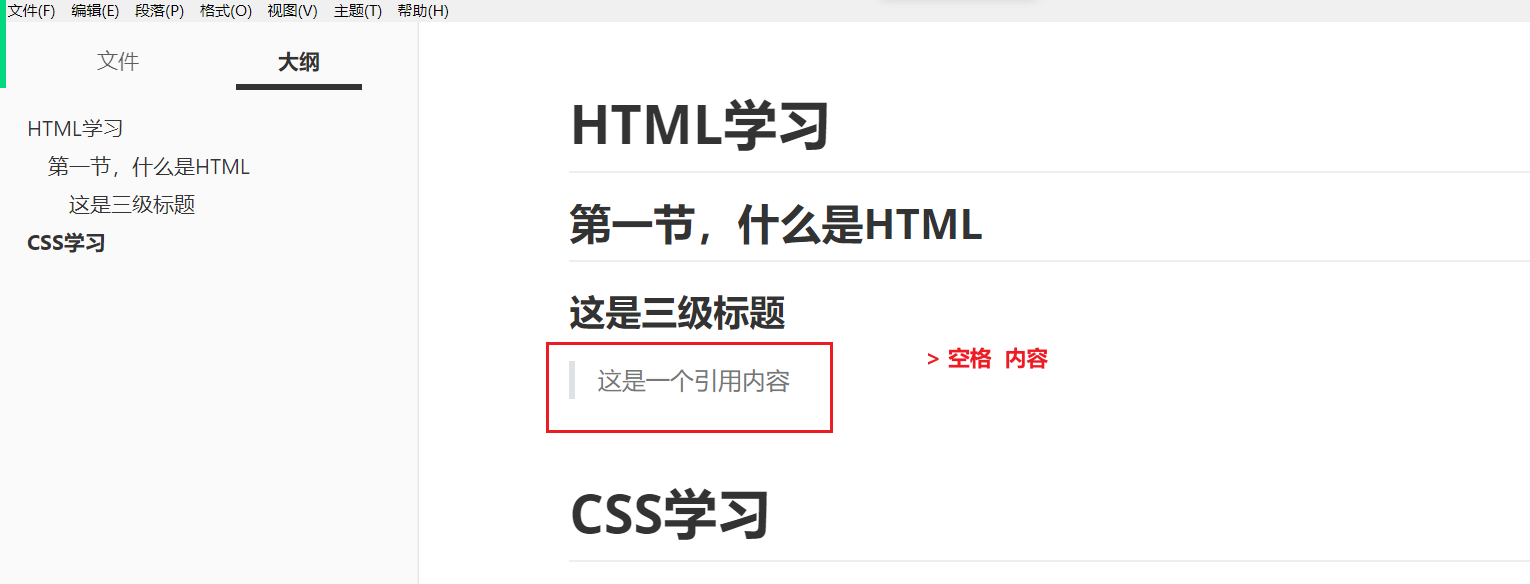 文件(F) 编辑(E) 段落(P) 格式(O) 视图(V) 主题(T) 帮助(H)
文件 大纲
HTML学习
第一节，什么是HTML
这是三级标题
CSS学习
HTML学习
第一节，什么是HTML
这是三级标题
> 空格 内容
这是一个引用内容
CSS学习